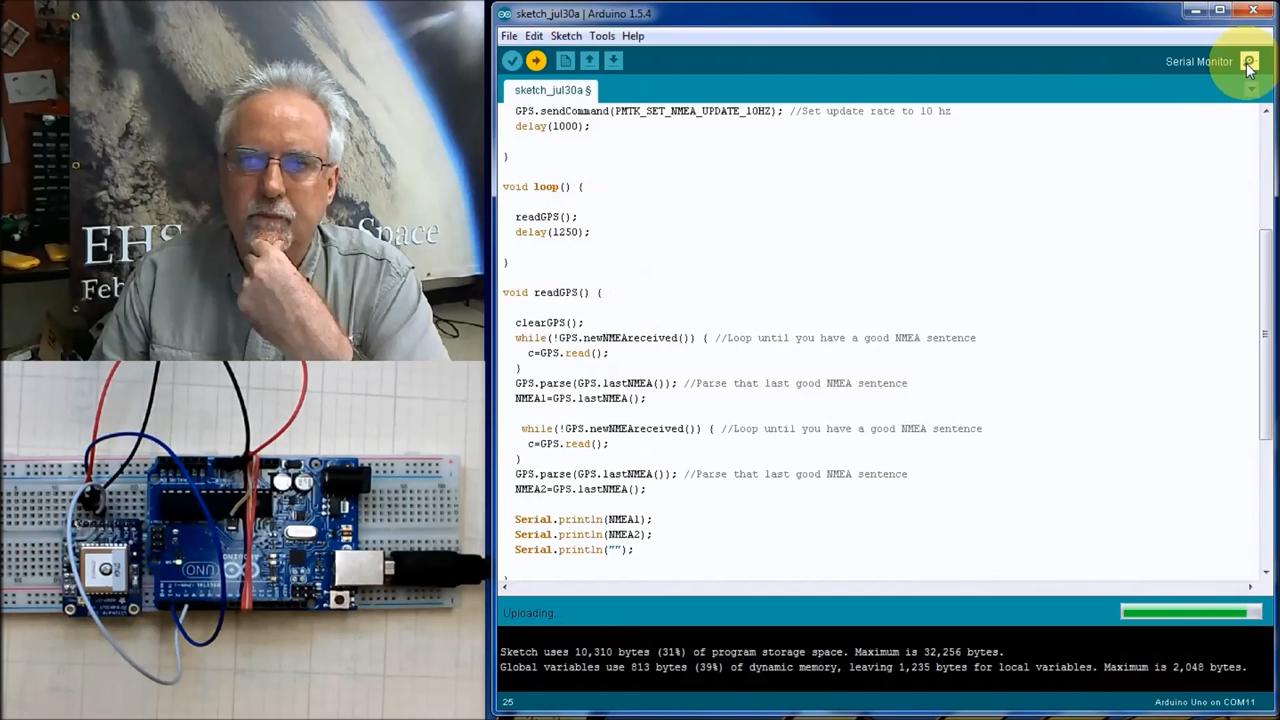 sketch_jul30a | Arduino 1.5.4
File Edit Sketch Tools Help
Serial Monitor
sketch_jul30a §
GPS.sendCommand(PMTK_SET_NMEA_UPDATE_10HZ); //Set update rate to 10 hz
delay(1000);
}
void loop() {
readGPS();
delay(1250);
}
void readGPS() {
clearGPS();
while(!GPS.newNMEAreceived()) { //Loop until you have a good NMEA sentence
c=GPS.read();
}
GPS.parse(GPS.lastNMEA()); //Parse that last good NMEA sentence
NMEA1=GPS.lastNMEA();
while(!GPS.newNMEAreceived()) { //Loop until you have a good NMEA sentence
c=GPS.read();
}
GPS.parse(GPS.lastNMEA()); //Parse that last good NMEA sentence
NMEA2=GPS.lastNMEA();
Serial.println(NMEA1);
Serial.println(NMEA2);
Serial.println("");
}
Uploading...
Sketch uses 10,310 bytes (31%) of program storage space. Maximum is 32,256 bytes.
Global variables use 813 bytes (39%) of dynamic memory, leaving 1,235 bytes for local variables. Maximum is 2,048 bytes.
25
Arduino Uno on COM11
EHS Space
Feb
UNO